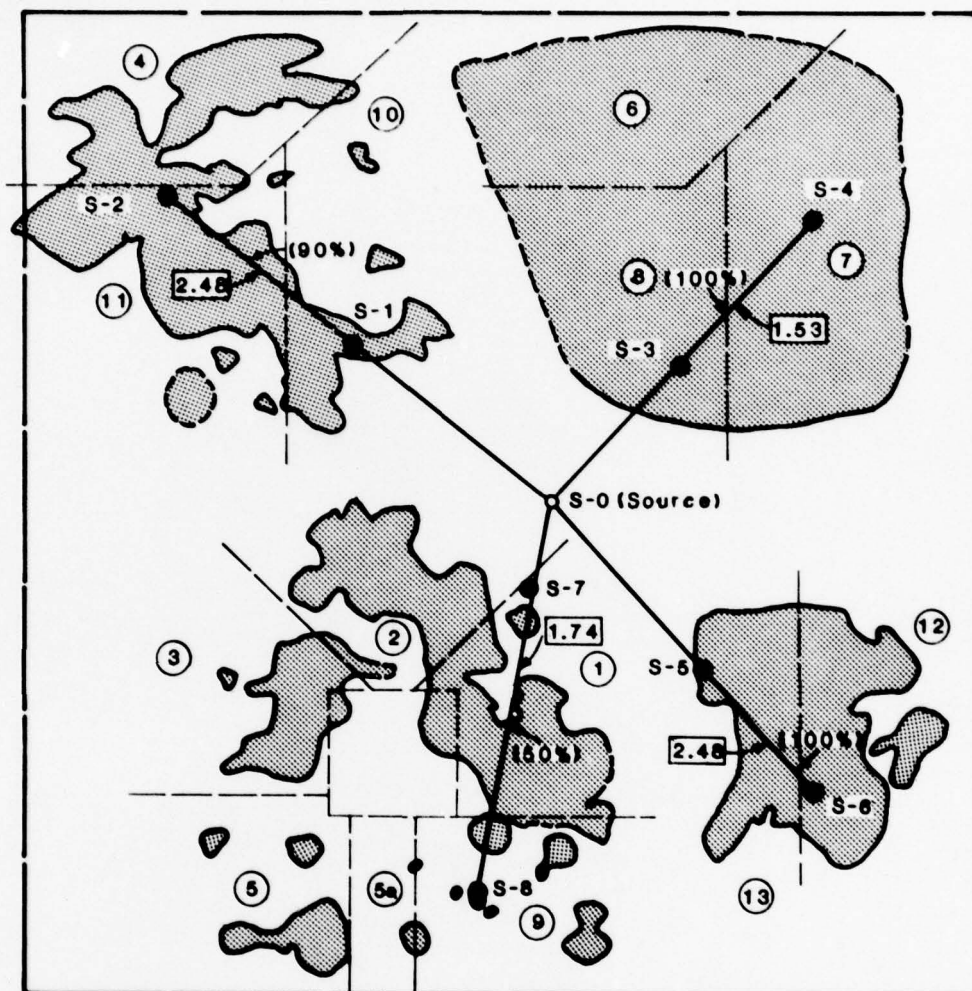 4
10
6
S-2
S-4
(90%)
8
(100%)
7
2.48
11
S-1
1.53
S-3
S-0 (Source)
S-7
1.74
12
2
3
1
S-5
(50%)
2.48
(100%)
S-6
5
5a
S-8
9
13